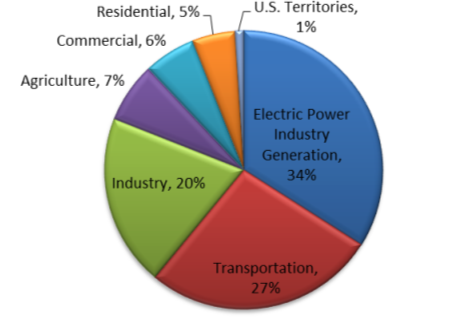 Residential, 5%
U.S. Territories,
1%
Commercial, 6%
Agriculture, 7%
Electric Power
Industry
Generation,
34%
Industry, 20%
Transportation,
27%